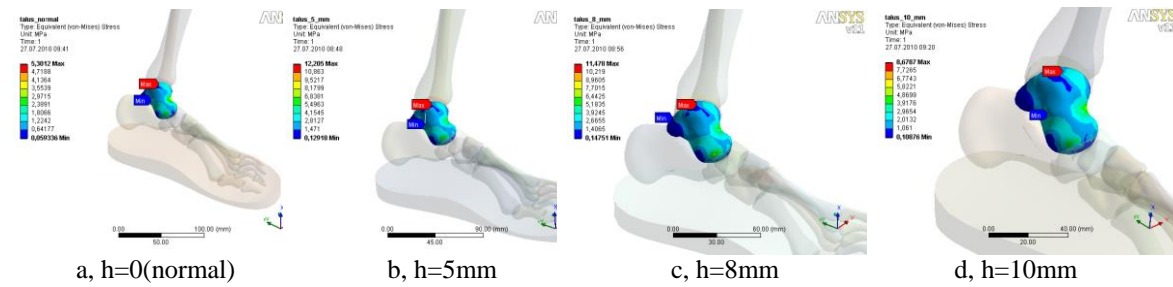 talus_normal
Type: Equivalent (von-Mises) Stress
Unit: MPa
Time: 1
27.07.2010 09:41
5,3012 Max
4,7188
4,1364
3,5539
2,9715
2,3891
1,8066
1,2242
0,64177
0,059336 Min
Max
Min
ANSYS
0.00
100.00 (mm)
50.00
talus_5_mm
Type: Equivalent (von-Mises) Stress
Unit: MPa
Time: 1
27.07.2010 08:48
12,205 Max
10,863
9,5217
8,1799
6,8381
5,4963
4,1545
2,8127
1,471
0,12918 Min
Max
Min
ANSYS
0.00
90.00 (mm)
45.00
talus_8_mm
Type: Equivalent (von-Mises) Stress
Unit: MPa
Time: 1
27.07.2010 08:56
11,478 Max
10,219
8,9605
7,7015
6,4425
5,1835
3,9245
2,6655
1,4065
0,14751 Min
Max
Min
ANSYS
v11
0.00
60.00 (mm)
30.00
talus_10_mm
Type: Equivalent (von-Mises) Stress
Unit: MPa
Time: 1
27.07.2010 09:20
8,6787 Max
7,7265
6,7743
5,8221
4,8699
3,9176
2,9654
2,0132
1,061
0,10876 Min
Max
Min
ANSYS
v11
0.00
40.00 (mm)
20.00
a, h=0(normal)
b, h=5mm
c, h=8mm
d, h=10mm